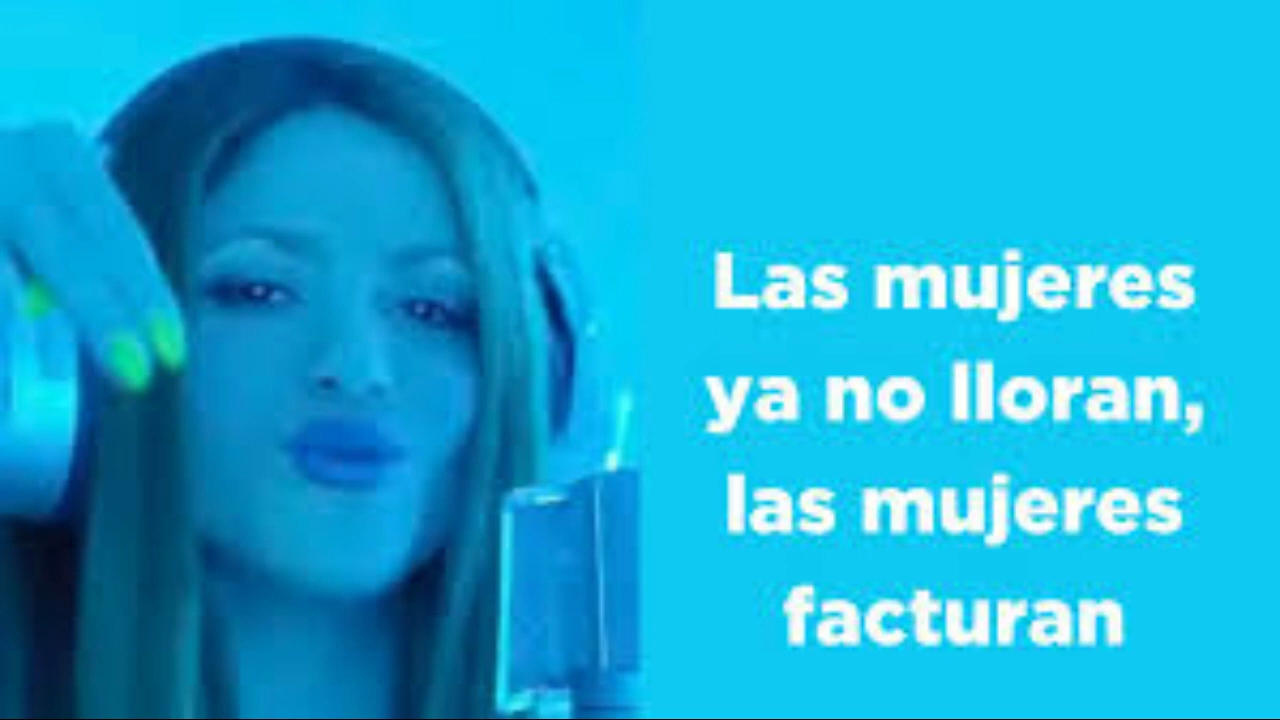 Las mujeres
ya no lloran,
las mujeres
facturan